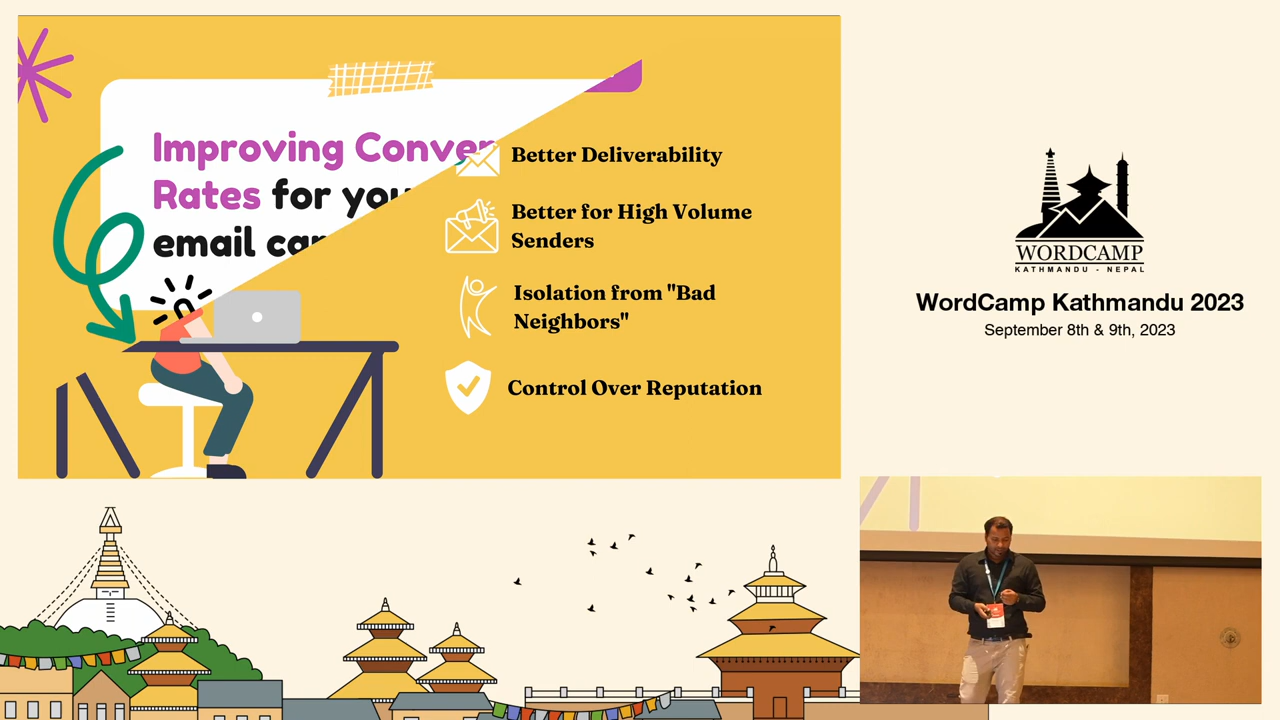 Improving Conver
Rates for you
email ca
Better Deliverability
Better for High Volume
Senders
Isolation from "Bad
Neighbors"
Control Over Reputation
WORDCAMP
KATHMANDU - NEPAL
WordCamp Kathmandu 2023
September 8th & 9th, 2023